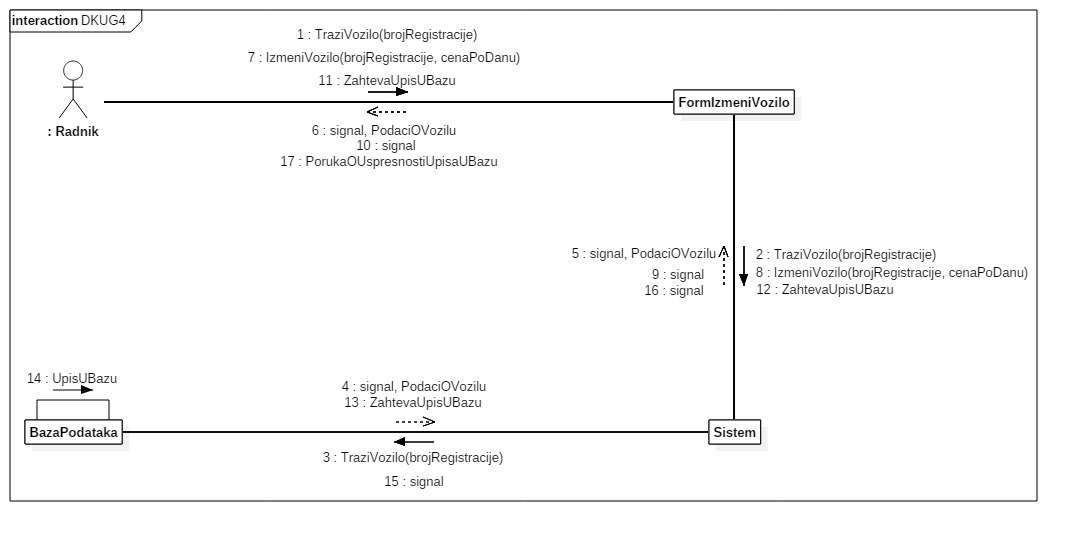 interaction DKUG4
1 : TraziVozilo(brojRegistracije)
7 : IzmeniVozilo(brojRegistracije, cenaPoDanu)
11 : ZahtevaUpisUBazu
: Radnik
FormIzmeniVozilo
6 : signal, PodaciOVozilu
10 : signal
17 : PorukaOUspresnostiUpisaUBazu
5 : signal, PodaciOVozilu
9 : signal
16 : signal
2 : TraziVozilo(brojRegistracije)
8 : IzmeniVozilo(brojRegistracije, cenaPoDanu)
12 : ZahtevaUpisUBazu
14 : UpisUBazu
4 : signal, PodaciOVozilu
13 : ZahtevaUpisUBazu
BazaPodataka
Sistem
3 : TraziVozilo(brojRegistracije)
15 : signal